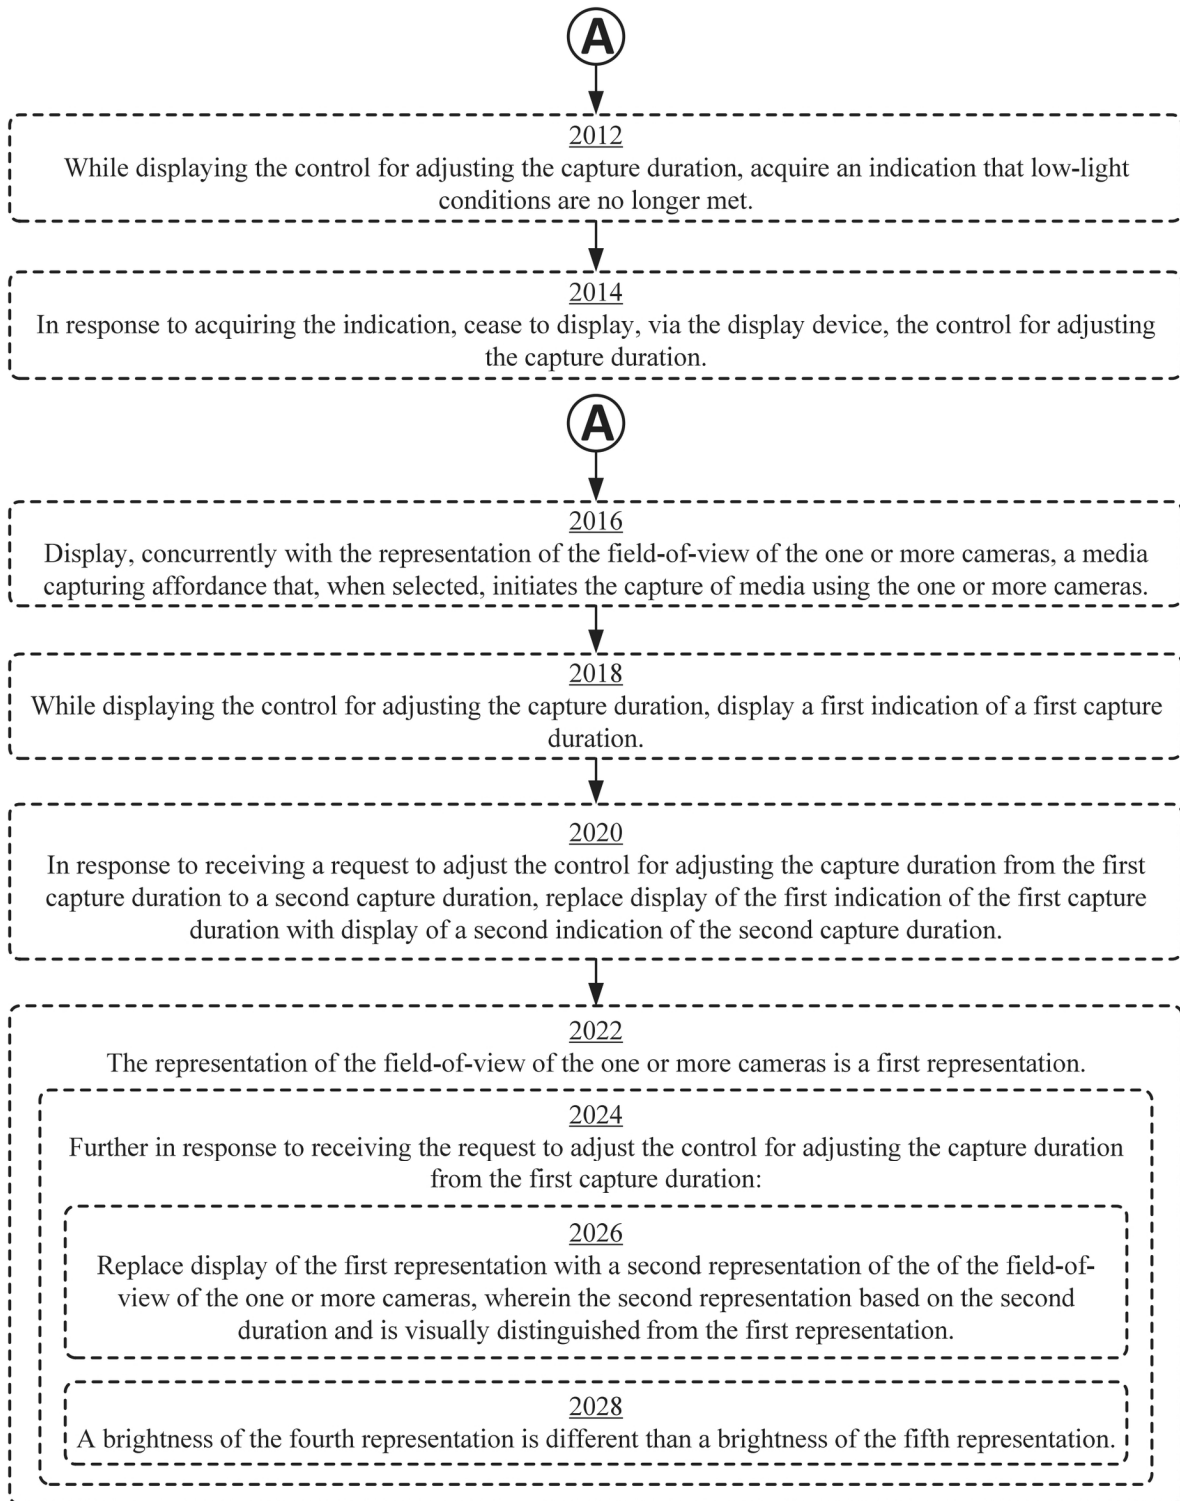 A
2012
While displaying the control for adjusting the capture duration, acquire an indication that low-light
conditions are no longer met.
2014
In response to acquiring the indication, cease to display, via the display device, the control for adjusting
the capture duration.
A
2016
Display, concurrently with the representation of the field-of-view of the one or more cameras, a media
capturing affordance that, when selected, initiates the capture of media using the one or more cameras.
2018
While displaying the control for adjusting the capture duration, display a first indication of a first capture
duration.
2020
In response to receiving a request to adjust the control for adjusting the capture duration from the first
capture duration to a second capture duration, replace display of the first indication of the first capture
duration with display of a second indication of the second capture duration.
2022
The representation of the field-of-view of the one or more cameras is a first representation.
2024
Further in response to receiving the request to adjust the control for adjusting the capture duration
from the first capture duration:
2026
Replace display of the first representation with a second representation of the of the field-of-
view of the one or more cameras, wherein the second representation based on the second
duration and is visually distinguished from the first representation.
2028
A brightness of the fourth representation is different than a brightness of the fifth representation.